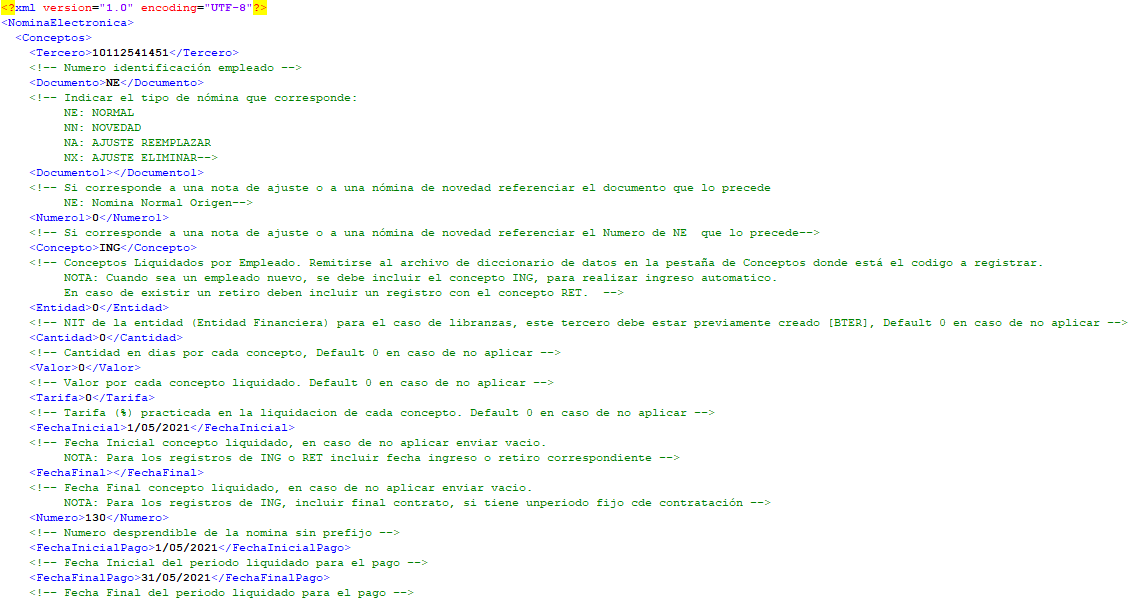 <?xml version="1.0" encoding="UTF-8"?>
<NominaElectronica>
<Conceptos>
<Tercero>10112541451</Tercero>
<!-- Numero identificación empleado -->
<Documento>NE</Documento>
<!-- Indicar el tipo de nómina que corresponde:
NE: NORMAL
NN: NOVEDAD
NA: AJUSTE REEMPLAZAR
NX: AJUSTE ELIMINAR-->
<Documento1></Documento1>
<!-- Si corresponde a una nota de ajuste o a una nómina de novedad referenciar el documento que lo precede
NE: Nomina Normal Origen-->
<Numero1>0</Numero1>
<!-- Si corresponde a una nota de ajuste o a una nómina de novedad referenciar el Numero de NE  que lo precede-->
<Concepto>ING</Concepto>
<!-- Conceptos Liquidados por Empleado. Remitirse al archivo de diccionario de datos en la pestaña de Conceptos donde está el codigo a registrar.
NOTA: Cuando sea un empleado nuevo, se debe incluir el concepto ING, para realizar ingreso automatico.
En caso de existir un retiro deben incluir un registro con el concepto RET.  -->
<Entidad>0</Entidad>
<!-- NIT de la entidad (Entidad Financiera) para el caso de libranzas, este tercero debe estar previamente creado [BTER], Default 0 en caso de no aplicar -->
<Cantidad>0</Cantidad>
<!-- Cantidad en dias por cada concepto, Default 0 en caso de no aplicar -->
<Valor>0</Valor>
<!-- Valor por cada concepto liquidado. Default 0 en caso de no aplicar -->
<Tarifa>0</Tarifa>
<!-- Tarifa (%) practicada en la liquidacion de cada concepto. Default 0 en caso de no aplicar -->
<FechaInicial>1/05/2021</FechaInicial>
<!-- Fecha Inicial concepto liquidado, en caso de no aplicar enviar vacio.
NOTA: Para los registros de ING o RET incluir fecha ingreso o retiro correspondiente -->
<FechaFinal></FechaFinal>
<!-- Fecha Final concepto liquidado, en caso de no aplicar enviar vacio.
NOTA: Para los registros de ING, incluir final contrato, si tiene unperiodo fijo cde contratación -->
<Numero>130</Numero>
<!-- Numero desprendible de la nomina sin prefijo -->
<FechaInicialPago>1/05/2021</FechaInicialPago>
<!-- Fecha Inicial del periodo liquidado para el pago -->
<FechaFinalPago>31/05/2021</FechaFinalPago>
<!-- Fecha Final del periodo liquidado para el pago -->